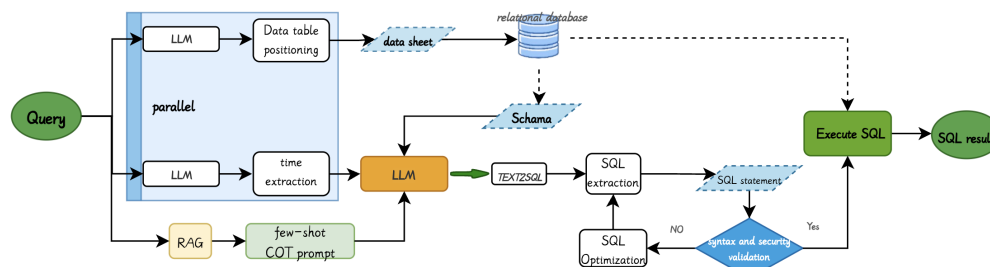 relational database
LLM
Data table
positioning
data sheet
parallel
Query
Schama
Execute SQL
SQL resul
LLM
time
extraction
LLM
TEXT2SQL
SQL
extraction
SQL statement
RAG
few-shot
COT prompt
SQL
Optimization
NO
syntax and security
validation
Yes